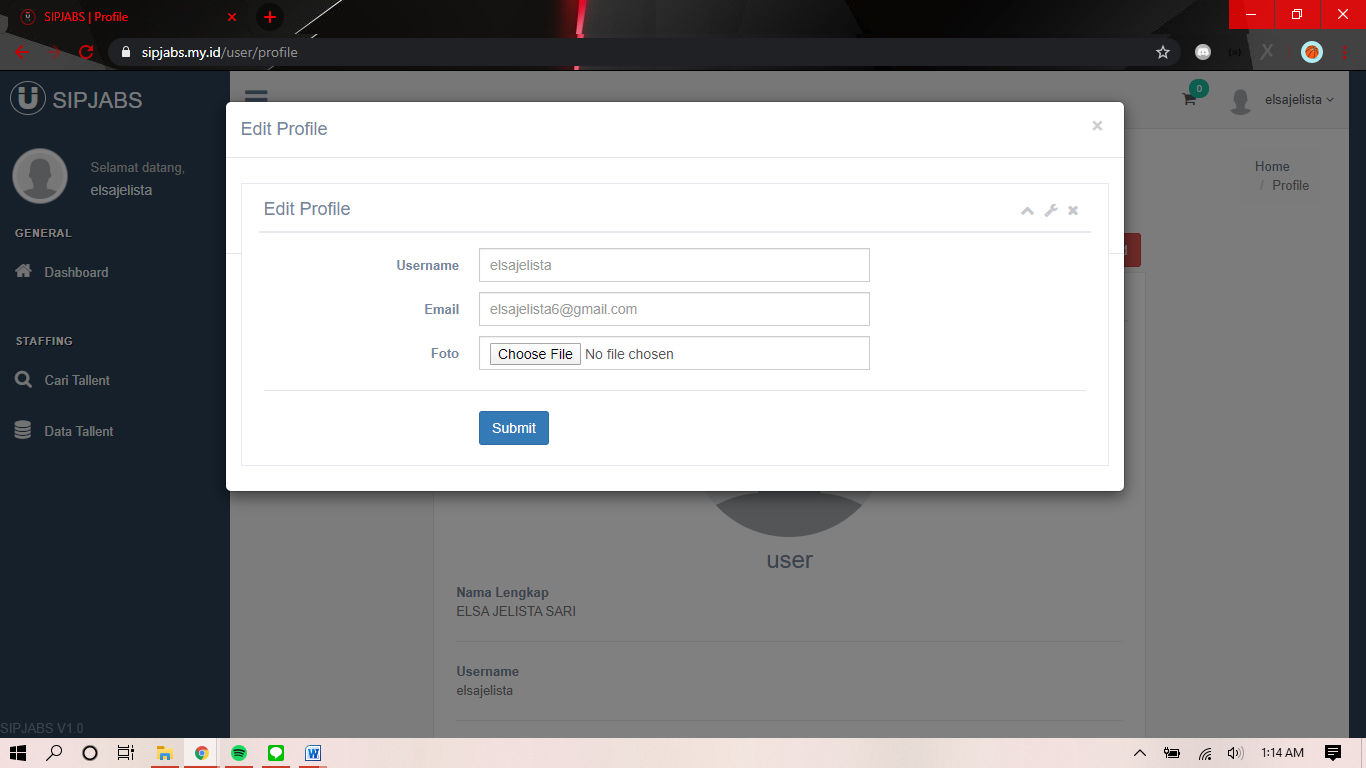 SIPJABS | Profile
sipjabs.my.id/user/profile
SIPJABS
0
elsajelista
Edit Profile
Selamat datang,
elsajelista
Home
/ Profile
Edit Profile
GENERAL
Dashboard
Username
elsajelista
Email
elsajelista6@gmail.com
STAFFING
Foto
Choose File No file chosen
Cari Tallent
Data Tallent
Submit
user
Nama Lengkap
ELSA JELISTA SARI
Username
elsajelista
SIPJABS V1.0
1:14 AM